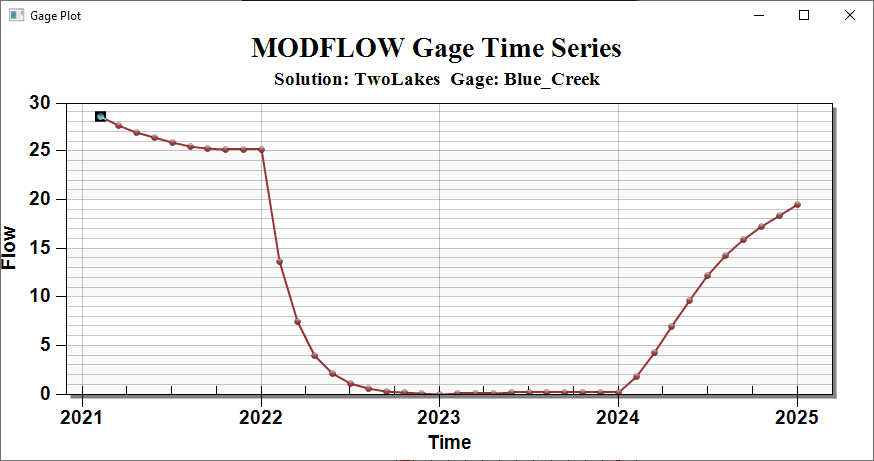 Gage Plot
MODFLOW Gage Time Series
Solution: TwoLakes  Gage: Blue_Creek
30
25
20
15
10
5
0
Flow
2021 2022 2023 2024 2025
Time